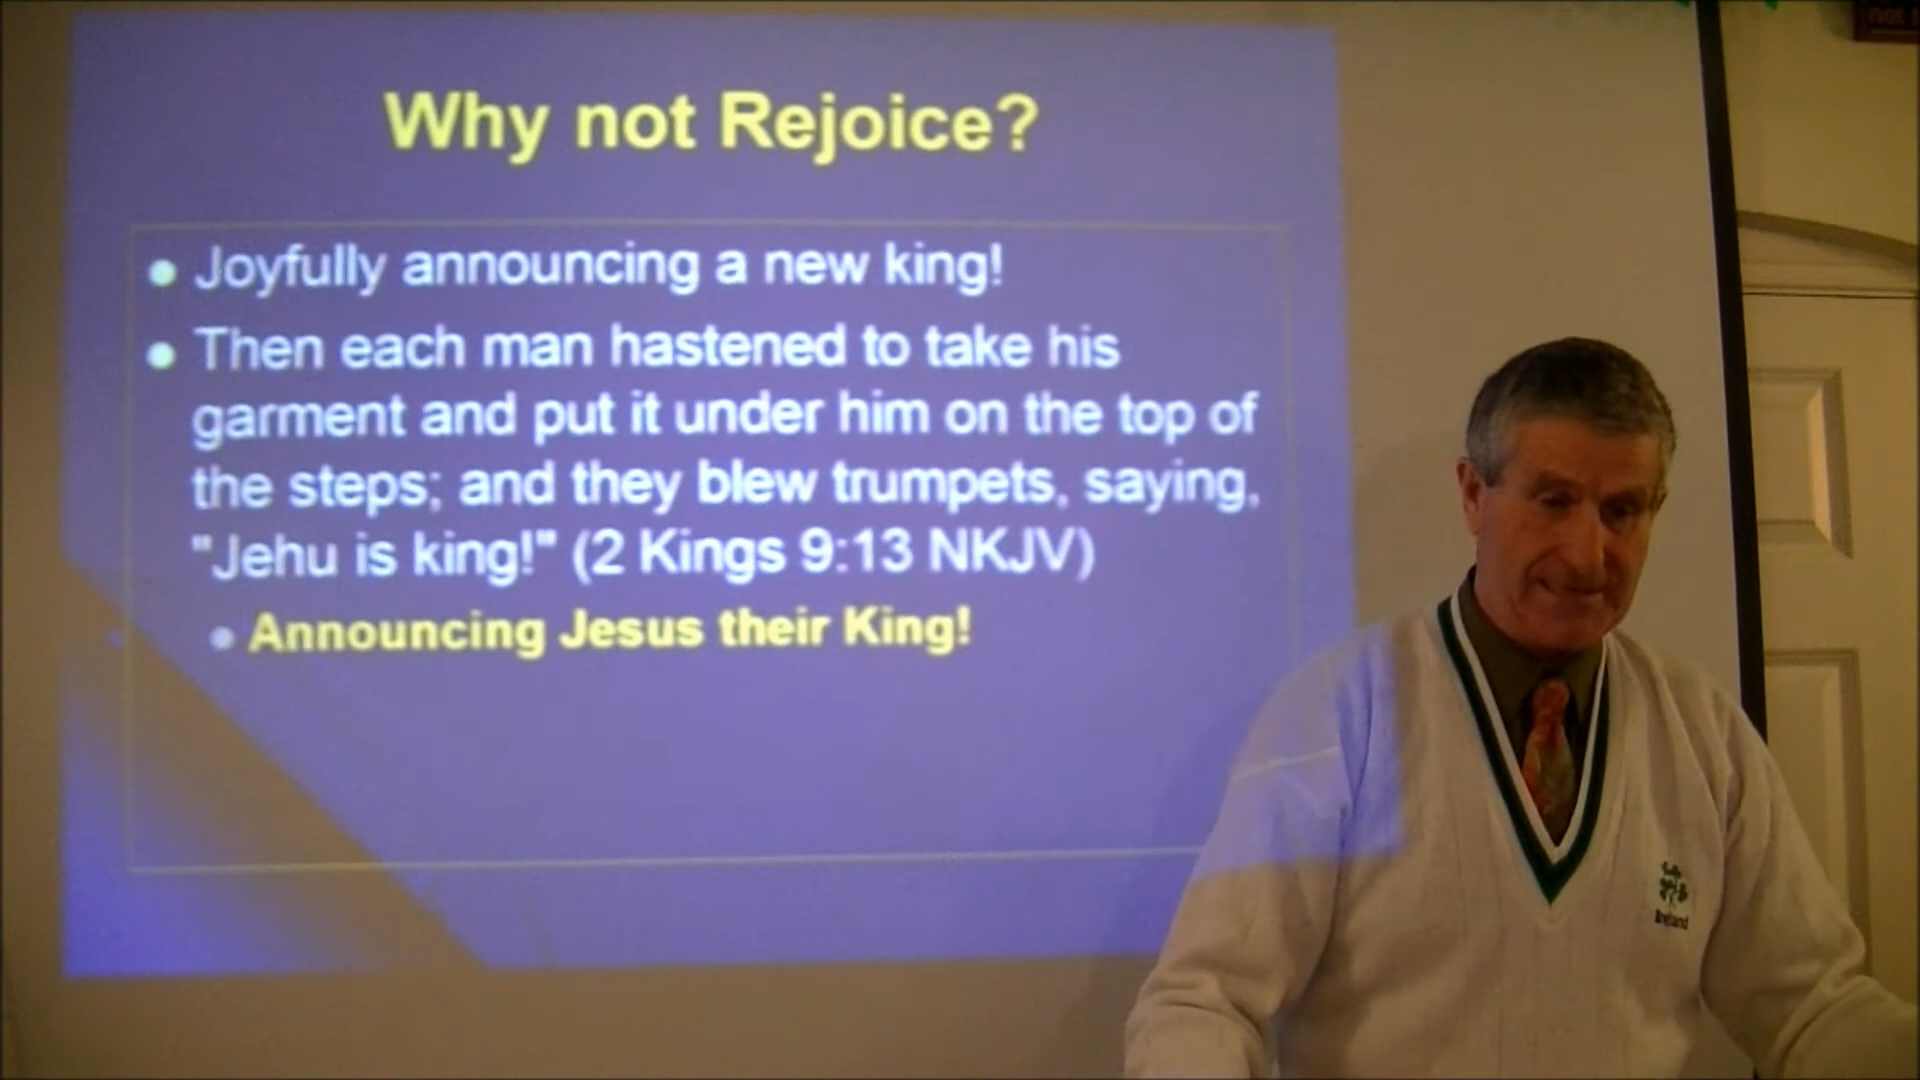 Why not Rejoice?
Joyfully announcing a new king!
Then each man hastened to take his
garment and put it under him on the top of
the steps; and they blew trumpets, saying,
"Jehu is king!" (2 Kings 9:13 NKJV)
Announcing Jesus their King!
Ireland
not